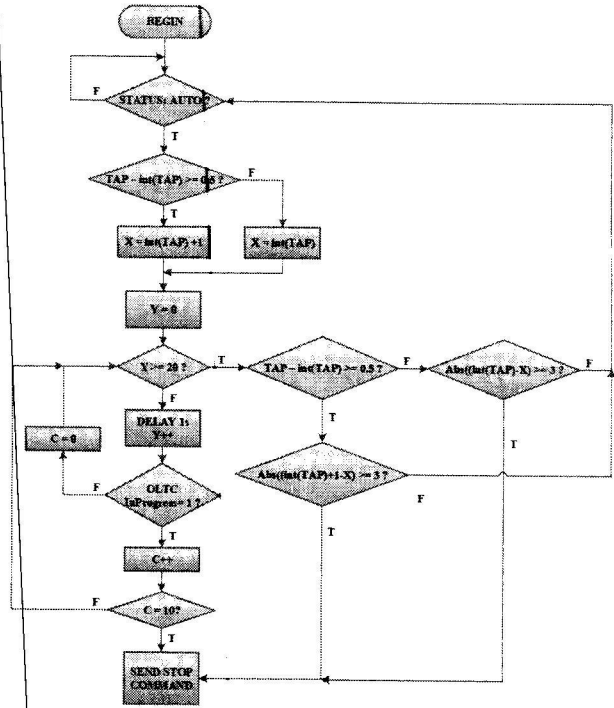 BEGIN
STATUS: AUTO ?
F
T
TAP – int(TAP) >= 0.5 ?
F
T
X = int(TAP) +1
X = int(TAP)
Y = 0
X >= 20 ?
T
TAP – int(TAP) >= 0.5 ?
F
Abs((int(TAP)-X) >= 3 ?
F
F
T
T
DELAY 1s
Y++
C = 0
Abs((int(TAP)+1-X) >= 3 ?
F
OLTC
InProgress= 1 ?
F
T
T
C++
C = 10?
F
T
SEND STOP
COMMAND